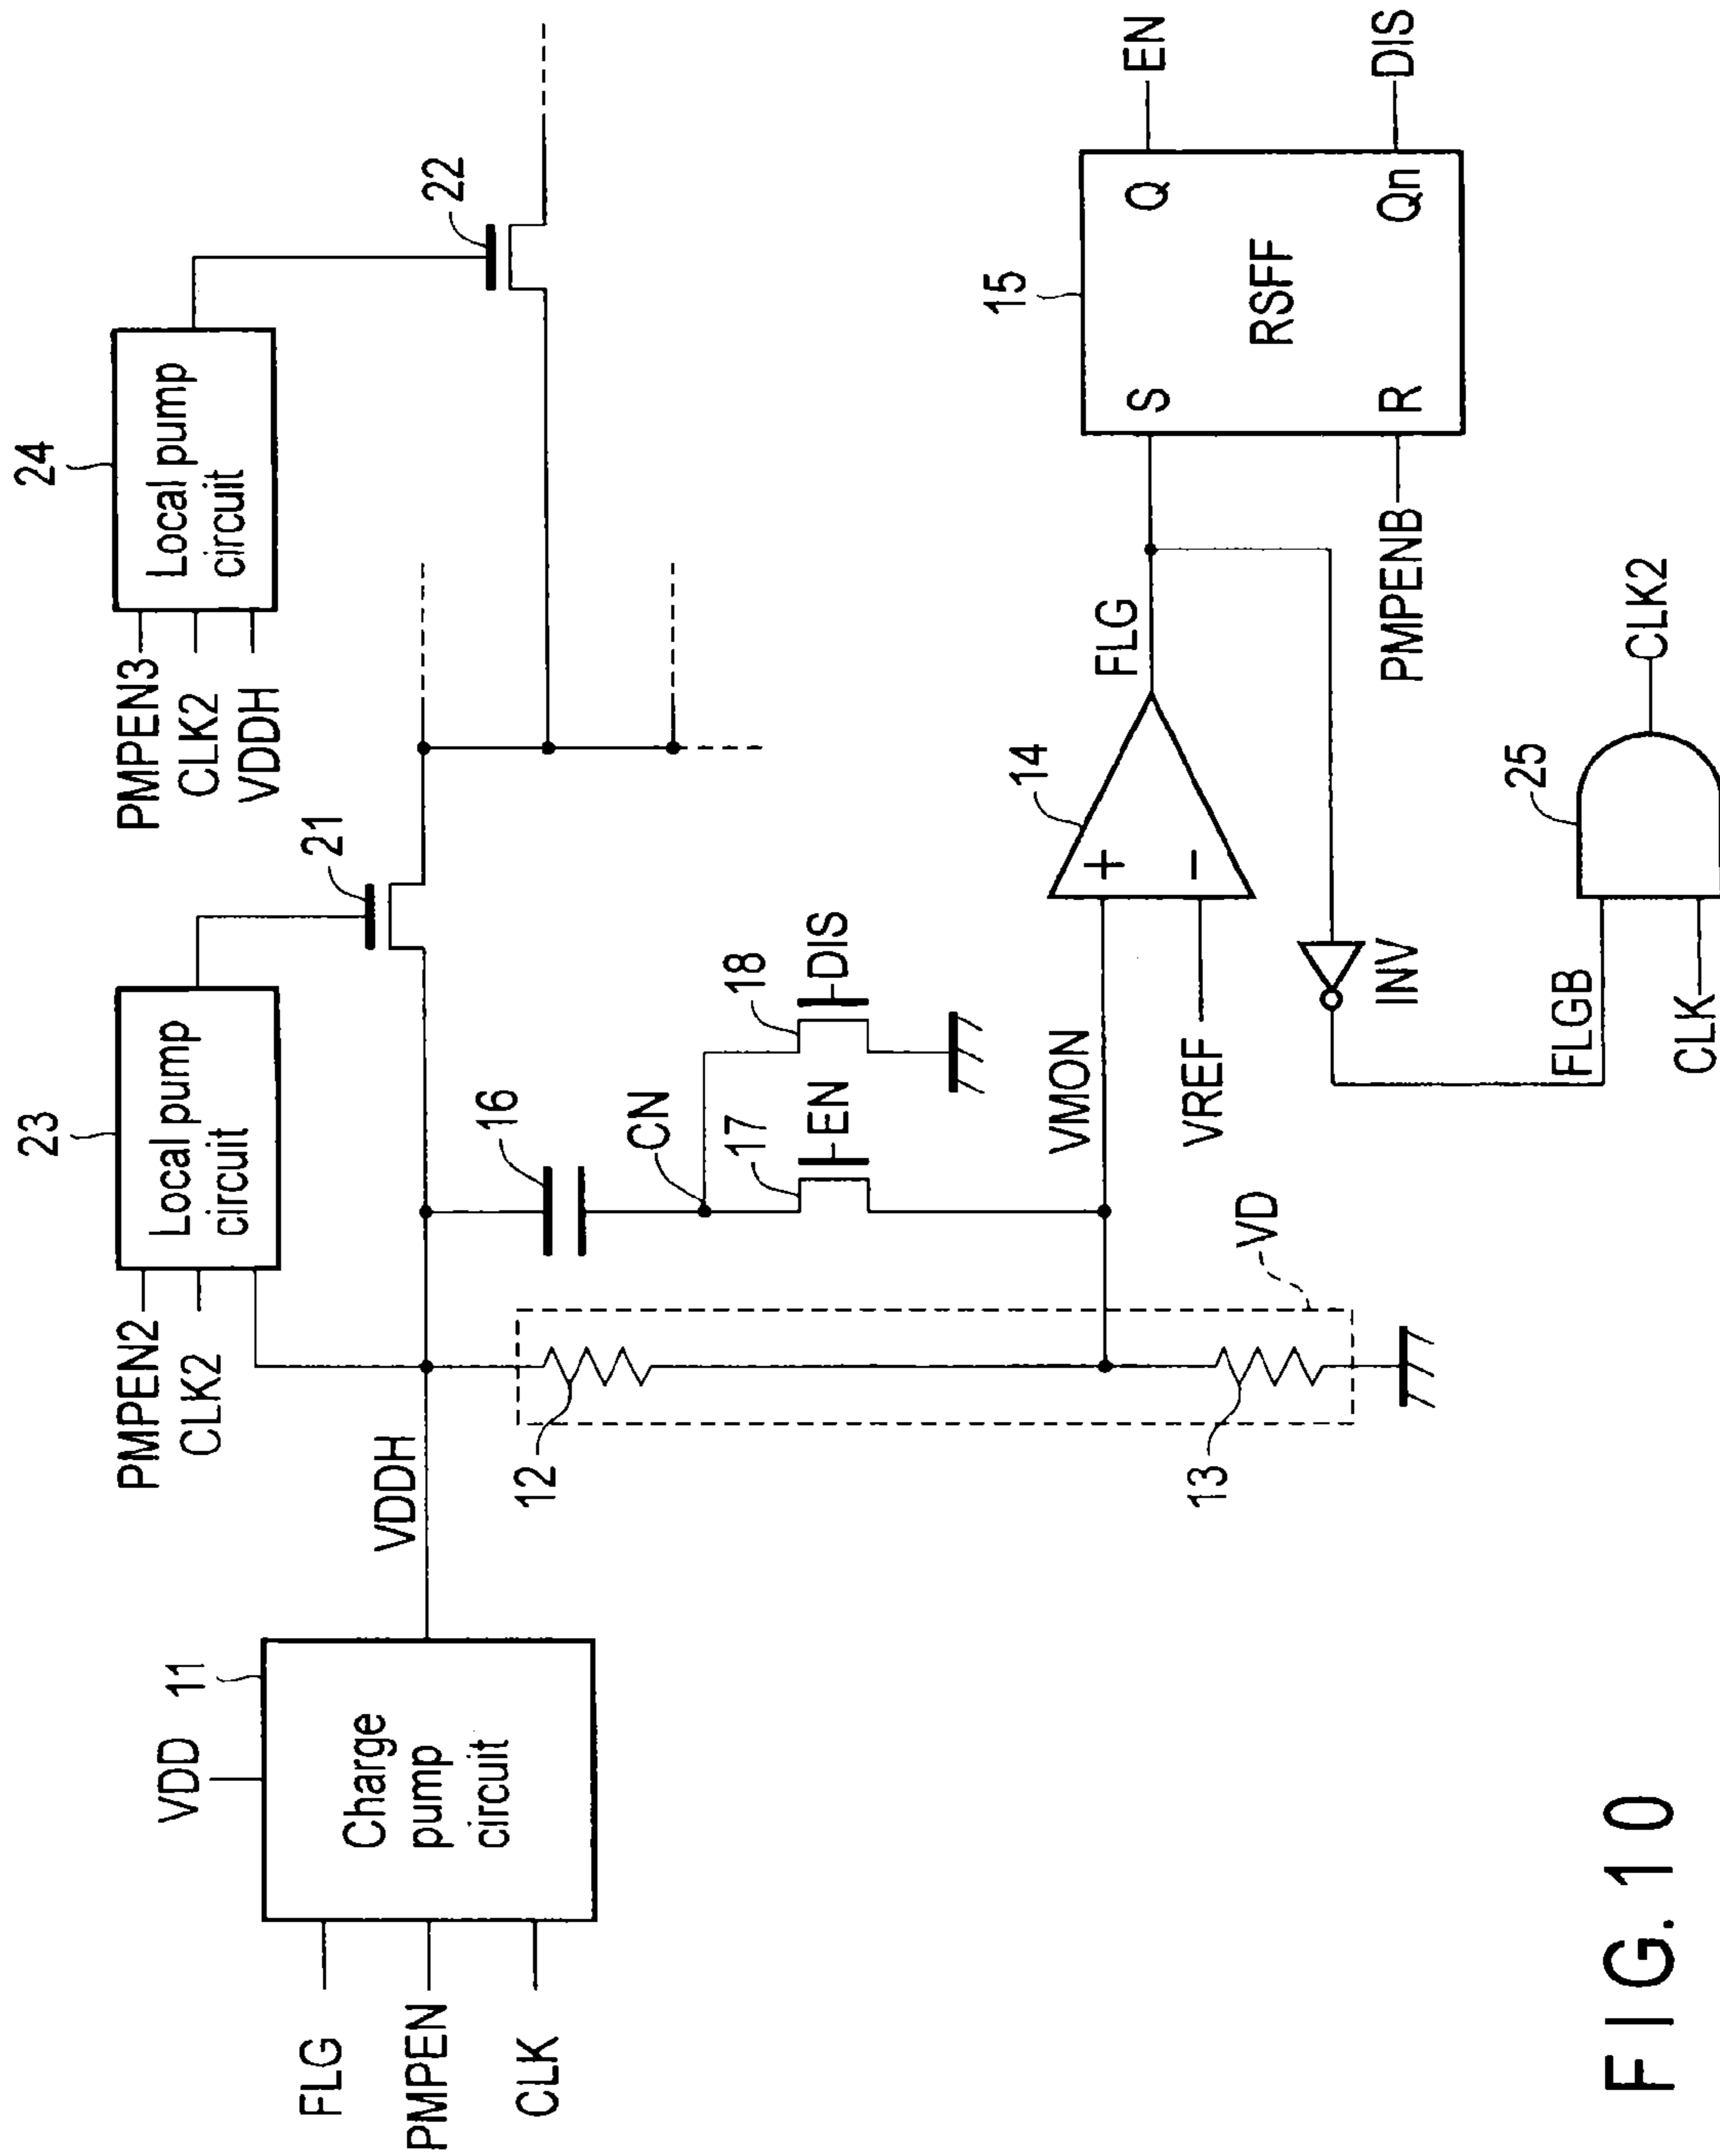 24
PMPEN3
CLK2
VDDH
Local pump
circuit
22
23
PMPEN2
CLK2
Local pump
circuit
21
VDD
11
FLG
PMPEN
CLK
Charge
pump
circuit
VDDH
16
CN
17
EN
18
DIS
12
13
VD
VMON
VREF
14
+
−
FLG
15
S
R
RSFF
Q
Qn
EN
DIS
PMPENB
INV
FLGB
CLK
25
CLK2
FIG. 10